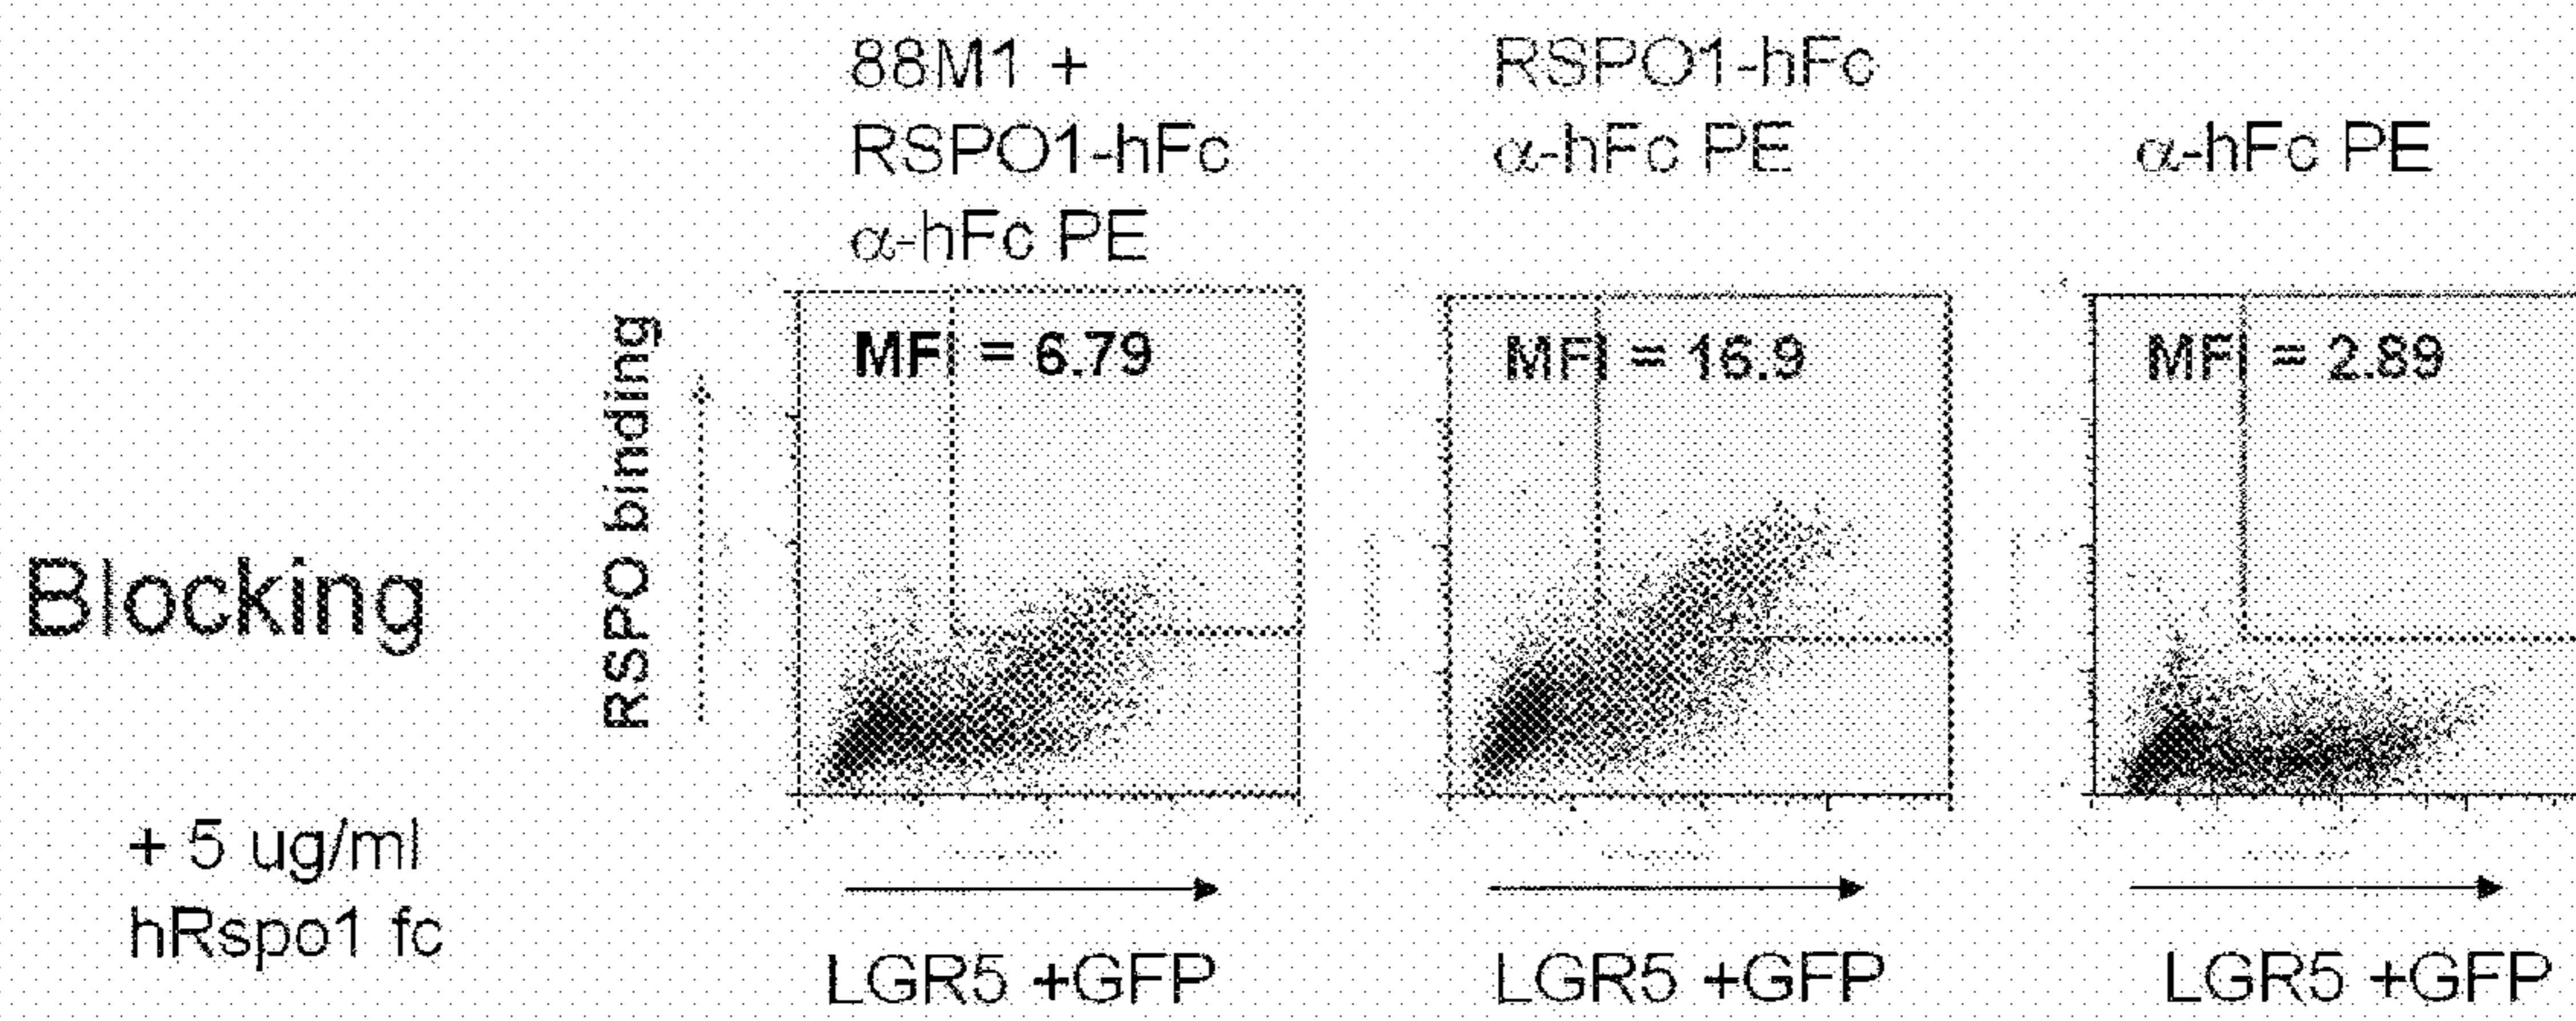 88M1 +
RSPO1-hFc
α-hFc PE
RSPO1-hFc
α-hFc PE
α-hFc PE
MFI = 6.79
MFI = 16.9
MFI = 2.89
RSPO binding
Blocking
+ 5 ug/ml
hRspo1 fc
LGR5 +GFP
LGR5 +GFP
LGR5 +GFP